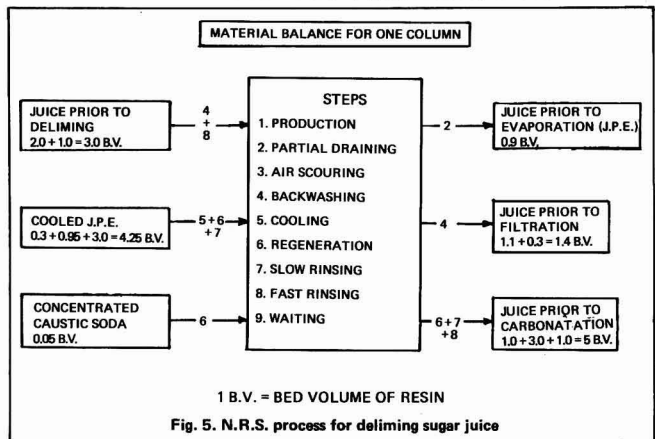 MATERIAL BALANCE FOR ONE COLUMN
JUICE PRIOR TO
DELIMING
2.0 + 1.0 = 3.0 B.V.
4
+
8
COOLED J.P.E.
0.3 + 0.95 + 3.0 = 4.25 B.V.
5+6
+7
CONCENTRATED
CAUSTIC SODA
0.05 B.V.
6
STEPS
1. PRODUCTION
2. PARTIAL DRAINING
3. AIR SCOURING
4. BACKWASHING
5. COOLING
6. REGENERATION
7. SLOW RINSING
8. FAST RINSING
9. WAITING
2
JUICE PRIOR TO
EVAPORATION (J.P.E.)
0.9 B.V.
4
JUICE PRIOR TO
FILTRATION
1.1 + 0.3 = 1.4 B.V.
6+7
+8
JUICE PRIOR TO
CARBONATATION
1.0 + 3.0 + 1.0 = 5 B.V.
1 B.V. = BED VOLUME OF RESIN
Fig. 5. N.R.S. process for deliming sugar juice